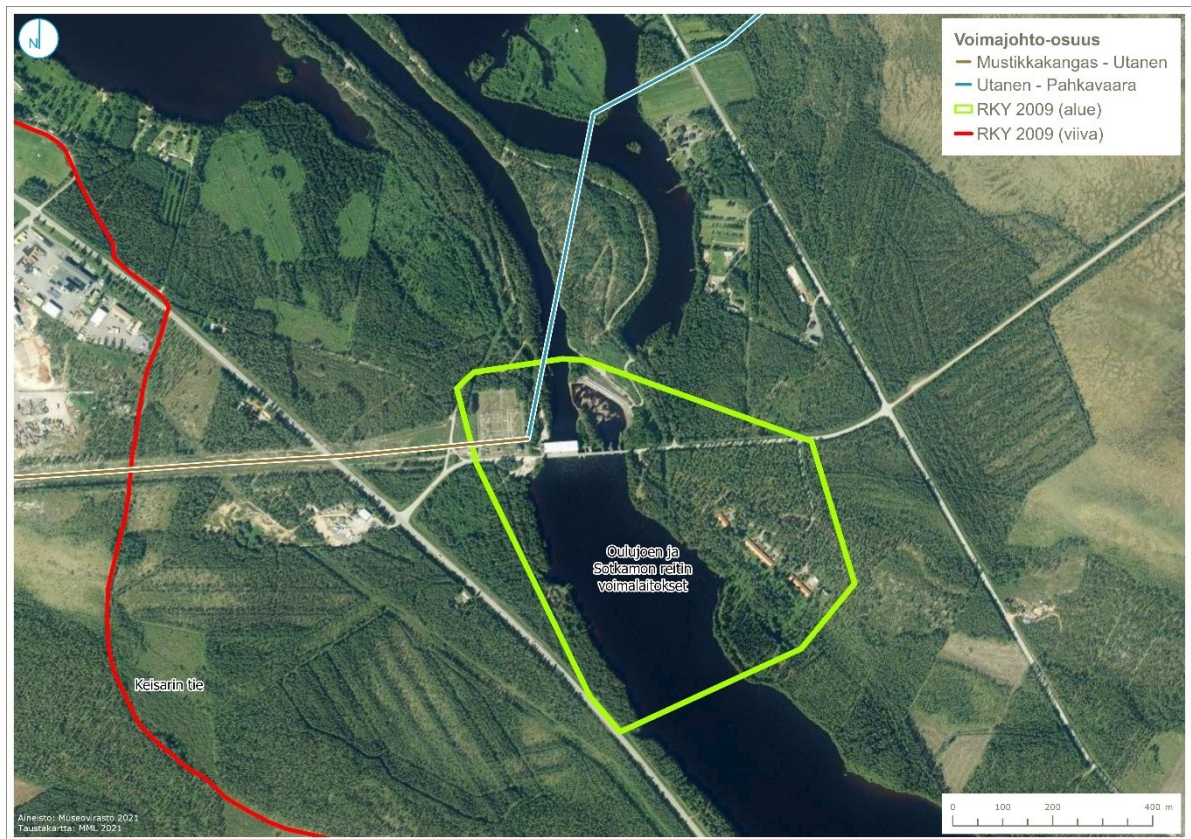 N
Voimajohto-osuus
Mustikkakangas - Utanen
Utanen - Pahkavaara
RKY 2009 (alue)
RKY 2009 (viiva)
Oulujoen ja
Sotkamon reitin
voimalaitokset
Keisarin tie
Aineisto: Museovirasto 2021
Taustakartta: MML 2021
0 100 200 400 m